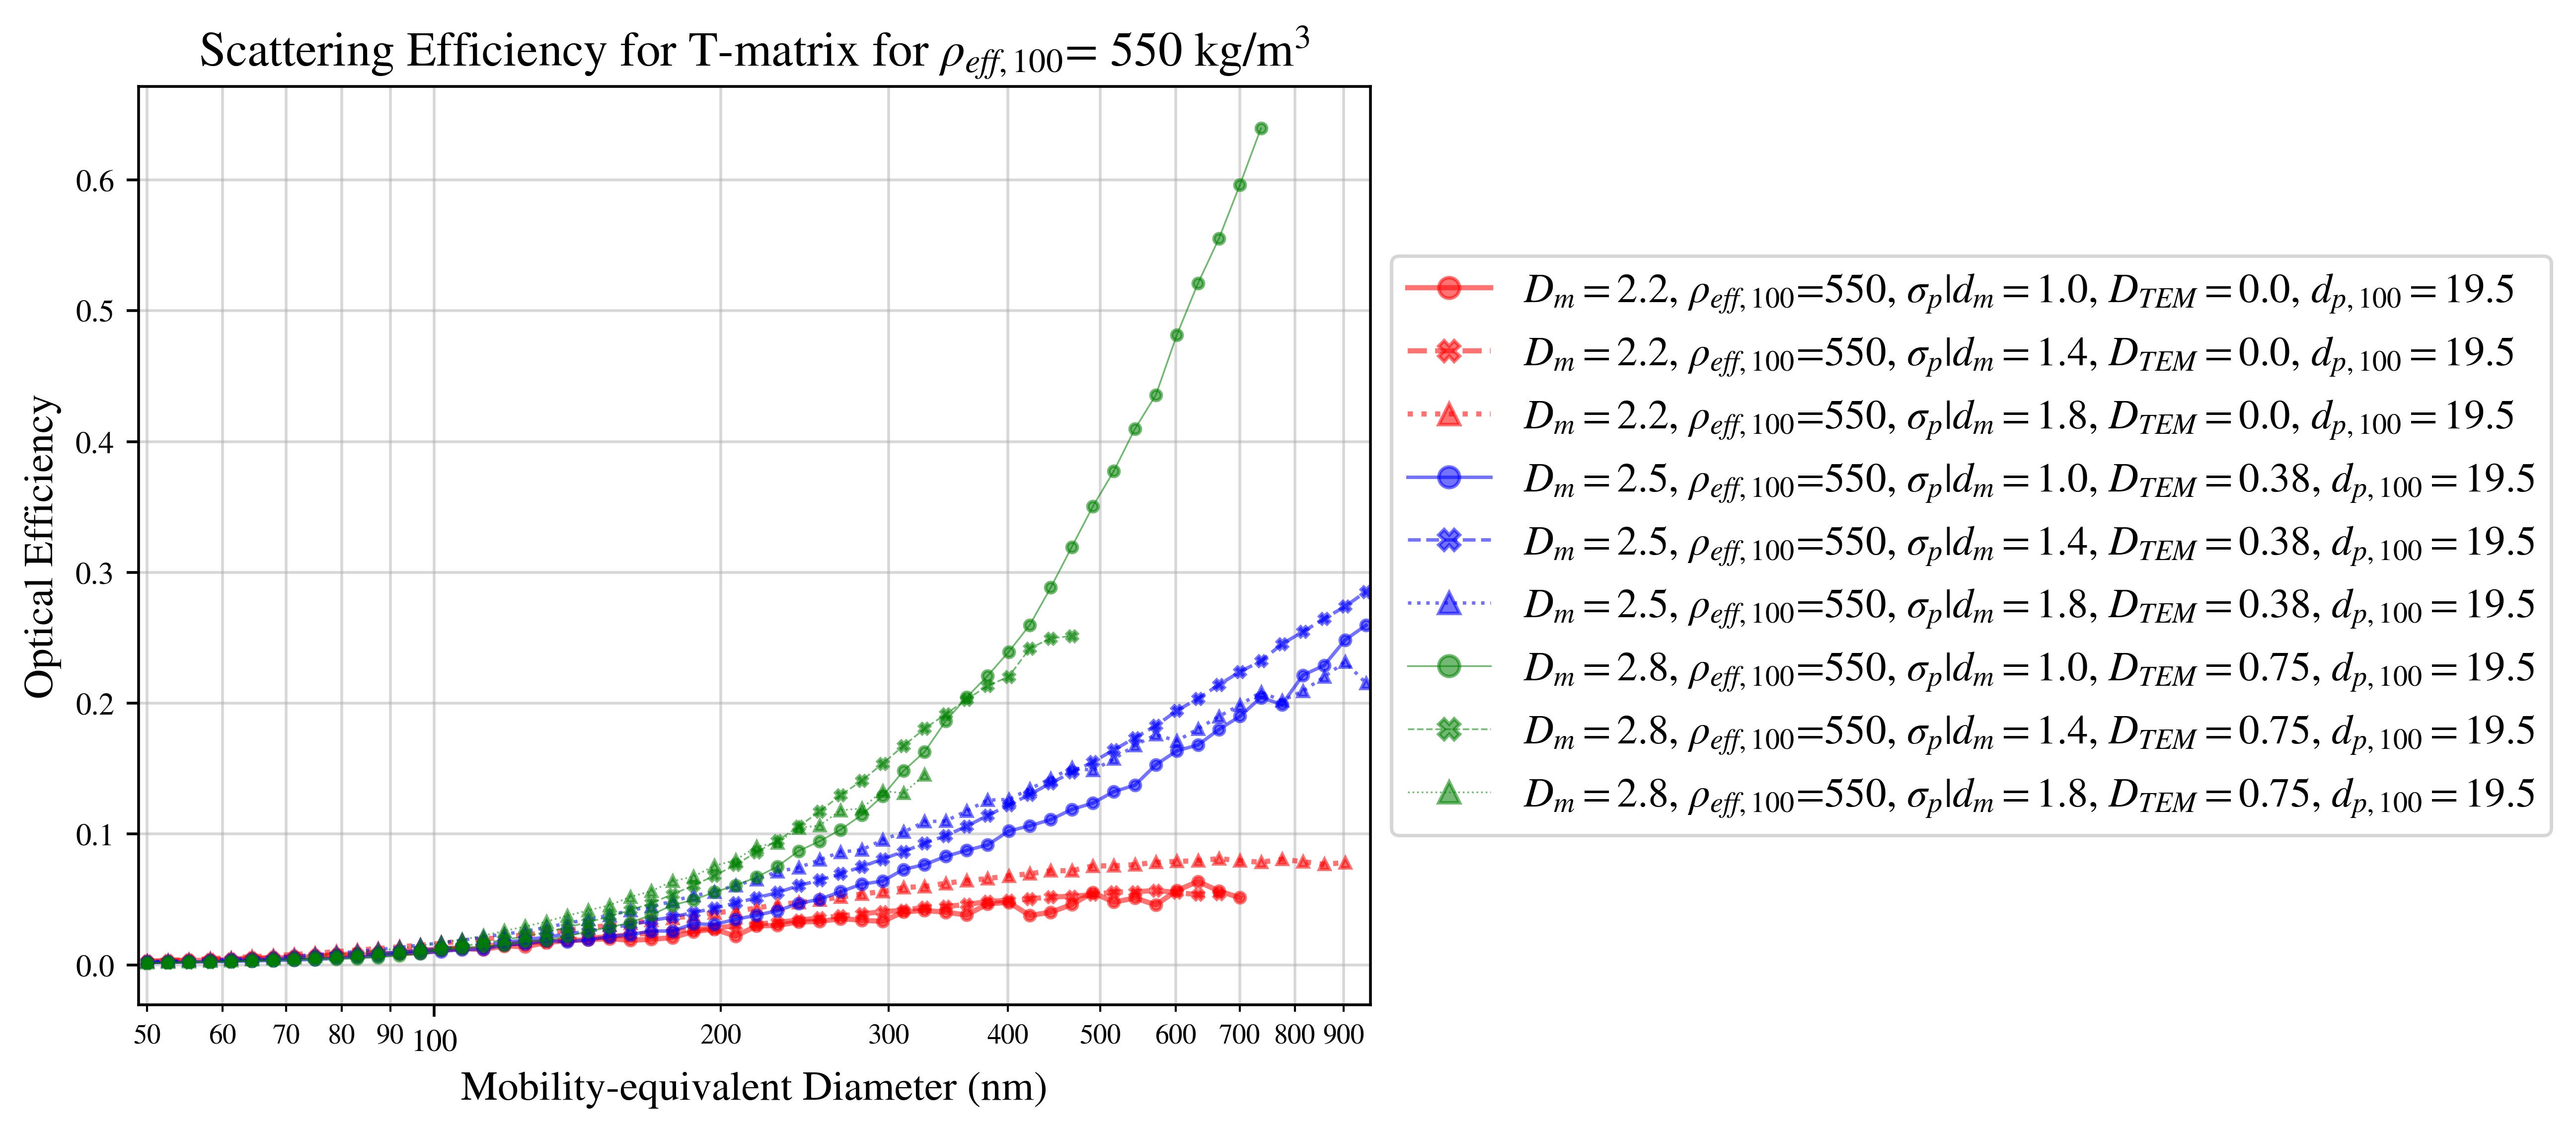 Scattering Efficiency for T-matrix for ρeff,100= 550 kg/m³
Optical Efficiency
0.6
0.5
0.4
0.3
0.2
0.1
0.0
50 60 70 80 90 100 200 300 400 500 600 700 800 900
Mobility-equivalent Diameter (nm)
Dm = 2.2, ρeff,100=550, σp|dm = 1.0, DTEM = 0.0, dp,100 = 19.5
Dm = 2.2, ρeff,100=550, σp|dm = 1.4, DTEM = 0.0, dp,100 = 19.5
Dm = 2.2, ρeff,100=550, σp|dm = 1.8, DTEM = 0.0, dp,100 = 19.5
Dm = 2.5, ρeff,100=550, σp|dm = 1.0, DTEM = 0.38, dp,100 = 19.5
Dm = 2.5, ρeff,100=550, σp|dm = 1.4, DTEM = 0.38, dp,100 = 19.5
Dm = 2.5, ρeff,100=550, σp|dm = 1.8, DTEM = 0.38, dp,100 = 19.5
Dm = 2.8, ρeff,100=550, σp|dm = 1.0, DTEM = 0.75, dp,100 = 19.5
Dm = 2.8, ρeff,100=550, σp|dm = 1.4, DTEM = 0.75, dp,100 = 19.5
Dm = 2.8, ρeff,100=550, σp|dm = 1.8, DTEM = 0.75, dp,100 = 19.5